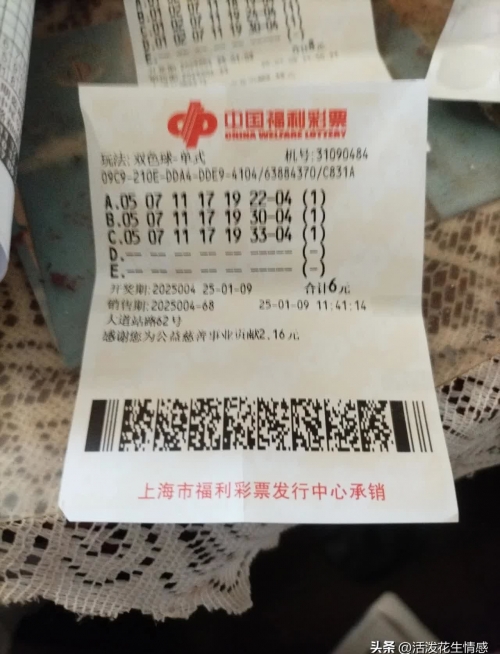 中国福利彩票
CHINA WELFARE LOTTERY
玩法: 双色球-单式 机号:31090484
09C9-210E-DDA4-DDE9-4104/63884370/C831A
A.05 07 11 17 19 22-04 (1)
B.05 07 11 17 19 30-04 (1)
C.05 07 11 17 19 33-04 (1)
D.-- -- -- -- -- -- -- (-)
E.-- -- -- -- -- -- -- (-)
开奖期:2025004 25-01-09 合计6元
销售期:2025004-68 25-01-09 11:41:14
大道站路62号
感谢您为公益慈善事业贡献2.16元
上海市福利彩票发行中心承销
头条 @活泼花生情感